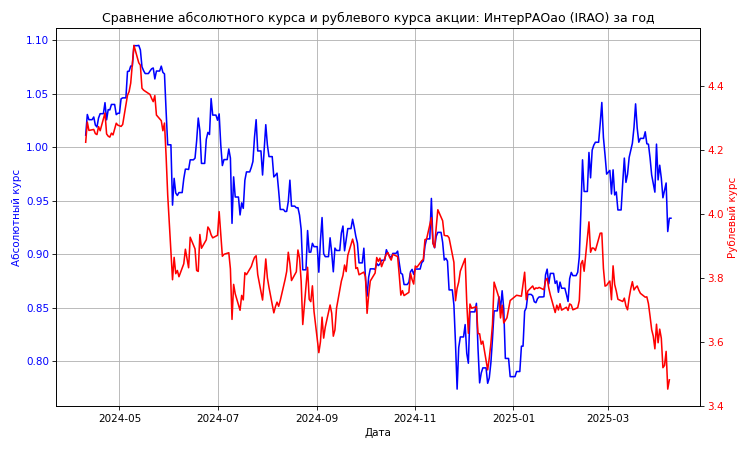 Сравнение абсолютного курса и рублевого курса акции: ИнтерРАОао (IRAO) за год
1.10
1.05
1.00
0.95
0.90
0.85
0.80
Абсолютный курс
4.4
4.2
4.0
3.8
3.6
3.4
Рублевый курс
2024-05 2024-07 2024-09 2024-11 2025-01 2025-03
Дата